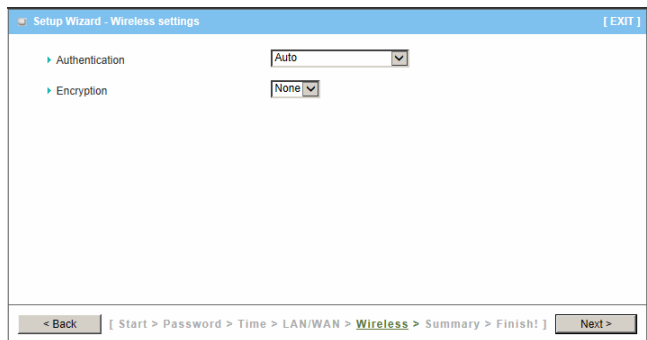 Setup Wizard - Wireless settings [ EXIT ]
Authentication Auto
Encryption None
< Back [ Start > Password > Time > LAN/WAN > Wireless > Summary > Finish! ] Next >